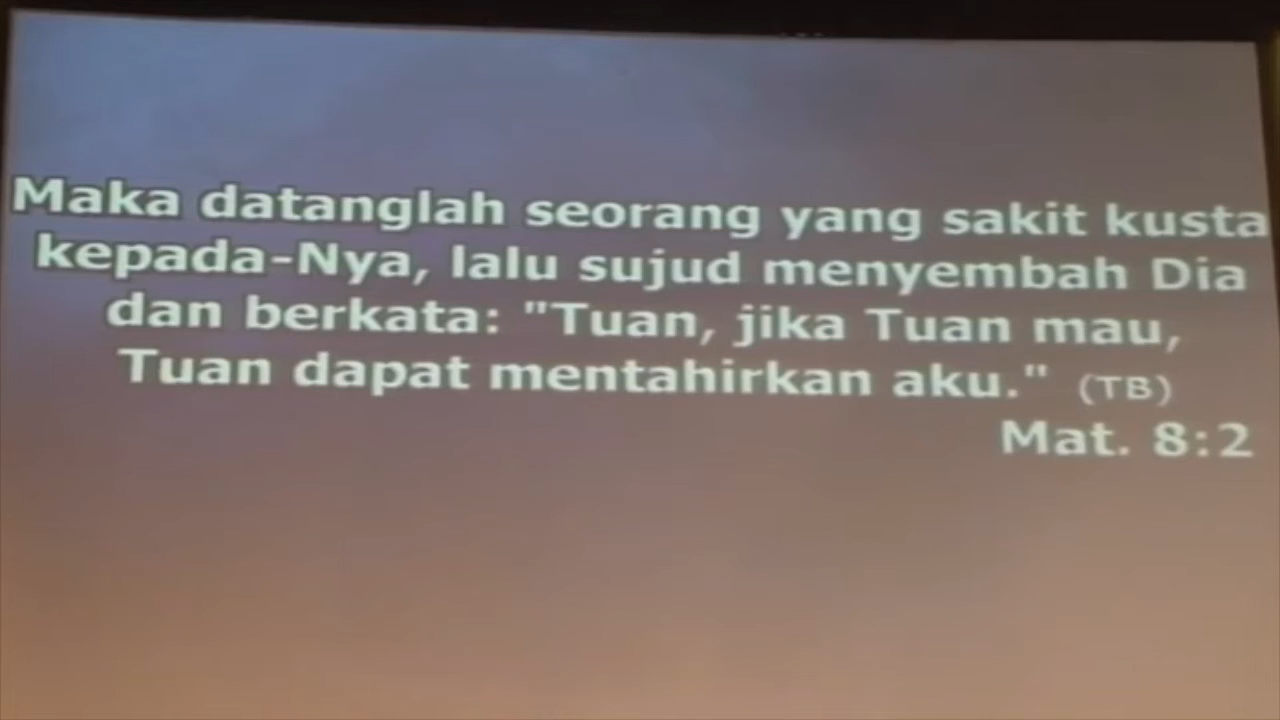 Maka datanglah seorang yang sakit kusta
kepada-Nya, lalu sujud menyembah Dia
dan berkata: "Tuan, jika Tuan mau,
Tuan dapat mentahirkan aku." (TB)
Mat. 8:2